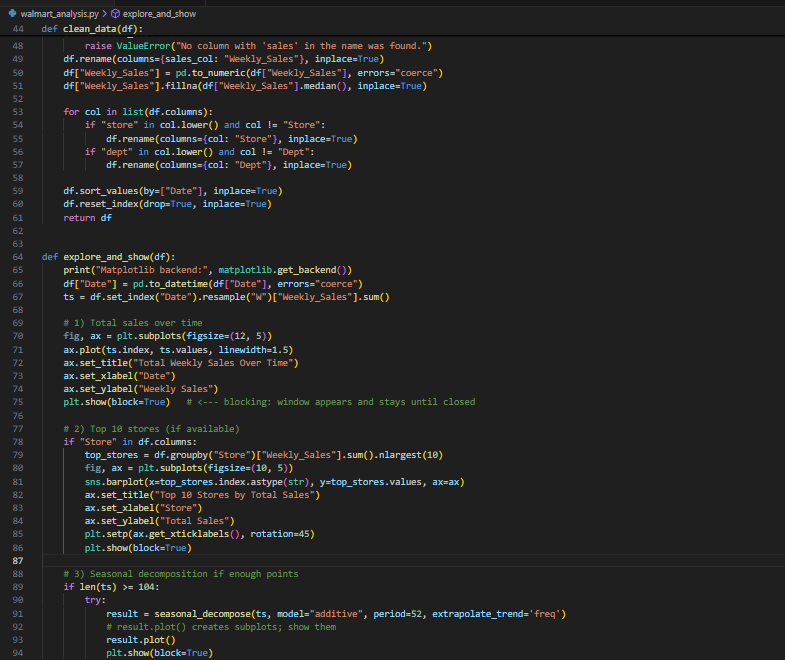 walmart_analysis.py > explore_and_show
44 def clean_data(df):
48 raise ValueError("No column with 'sales' in the name was found.")
49 df.rename(columns={sales_col: "Weekly_Sales"}, inplace=True)
50 df["Weekly_Sales"] = pd.to_numeric(df["Weekly_Sales"], errors="coerce")
51 df["Weekly_Sales"].fillna(df["Weekly_Sales"].median(), inplace=True)
52
53 for col in list(df.columns):
54 if "store" in col.lower() and col != "Store":
55 df.rename(columns={col: "Store"}, inplace=True)
56 if "dept" in col.lower() and col != "Dept":
57 df.rename(columns={col: "Dept"}, inplace=True)
58
59 df.sort_values(by=["Date"], inplace=True)
60 df.reset_index(drop=True, inplace=True)
61 return df
62
63
64 def explore_and_show(df):
65 print("Matplotlib backend:", matplotlib.get_backend())
66 df["Date"] = pd.to_datetime(df["Date"], errors="coerce")
67 ts = df.set_index("Date").resample("W")["Weekly_Sales"].sum()
68
69 # 1) Total sales over time
70 fig, ax = plt.subplots(figsize=(12, 5))
71 ax.plot(ts.index, ts.values, linewidth=1.5)
72 ax.set_title("Total Weekly Sales Over Time")
73 ax.set_xlabel("Date")
74 ax.set_ylabel("Weekly Sales")
75 plt.show(block=True) # <--- blocking: window appears and stays until closed
76
77 # 2) Top 10 stores (if available)
78 if "Store" in df.columns:
79 top_stores = df.groupby("Store")["Weekly_Sales"].sum().nlargest(10)
80 fig, ax = plt.subplots(figsize=(10, 5))
81 sns.barplot(x=top_stores.index.astype(str), y=top_stores.values, ax=ax)
82 ax.set_title("Top 10 Stores by Total Sales")
83 ax.set_xlabel("Store")
84 ax.set_ylabel("Total Sales")
85 plt.setp(ax.get_xticklabels(), rotation=45)
86 plt.show(block=True)
87
88 # 3) Seasonal decomposition if enough points
89 if len(ts) >= 104:
90 try:
91 result = seasonal_decompose(ts, model="additive", period=52, extrapolate_trend='freq')
92 # result.plot() creates subplots; show them
93 result.plot()
94 plt.show(block=True)